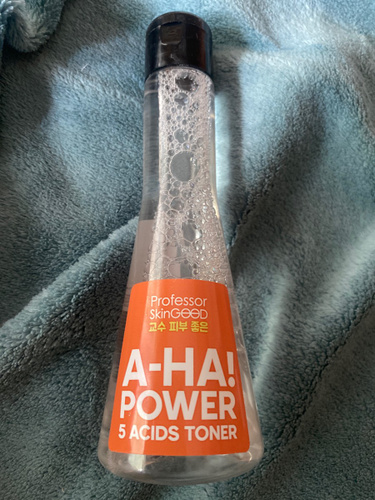 Professor
SkinGOOD
교수 피부 좋은
A-HA!
POWER
5 ACIDS TONER